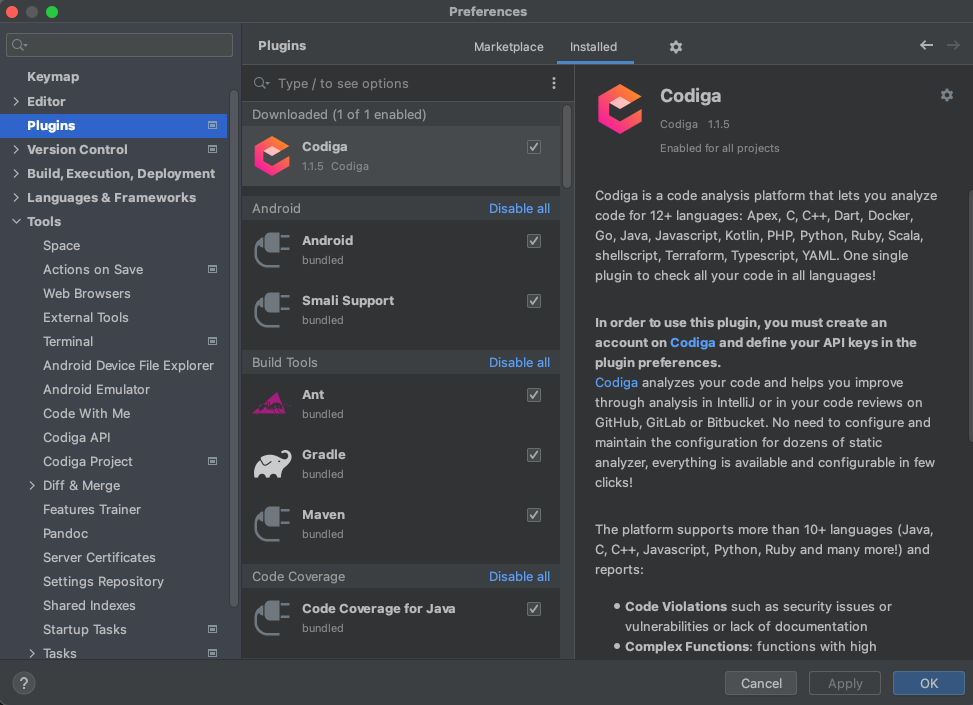 Preferences
Keymap
Editor
Plugins
Version Control
Build, Execution, Deployment
Languages & Frameworks
Tools
Space
Actions on Save
Web Browsers
External Tools
Terminal
Android Device File Explorer
Android Emulator
Code With Me
Codiga API
Codiga Project
Diff & Merge
Features Trainer
Pandoc
Server Certificates
Settings Repository
Shared Indexes
Startup Tasks
Tasks
Plugins
Marketplace
Installed
Type / to see options
Downloaded (1 of 1 enabled)
Codiga
1.1.5 Codiga
Android
Disable all
Android
bundled
Smali Support
bundled
Build Tools
Disable all
Ant
bundled
Gradle
bundled
Maven
bundled
Code Coverage
Disable all
Code Coverage for Java
bundled
Codiga
Codiga 1.1.5
Enabled for all projects
Codiga is a code analysis platform that lets you analyze
code for 12+ languages: Apex, C, C++, Dart, Docker,
Go, Java, Javascript, Kotlin, PHP, Python, Ruby, Scala,
shellscript, Terraform, Typescript, YAML. One single
plugin to check all your code in all languages!
In order to use this plugin, you must create an
account on Codiga and define your API keys in the
plugin preferences.
Codiga analyzes your code and helps you improve
through analysis in IntelliJ or in your code reviews on
GitHub, GitLab or Bitbucket. No need to configure and
maintain the configuration for dozens of static
analyzer, everything is available and configurable in few
clicks!
The platform supports more than 10+ languages (Java,
C, C++, Javascript, Python, Ruby and many more!) and
reports:
• Code Violations such as security issues or
vulnerabilities or lack of documentation
• Complex Functions: functions with high
?
Cancel
Apply
OK